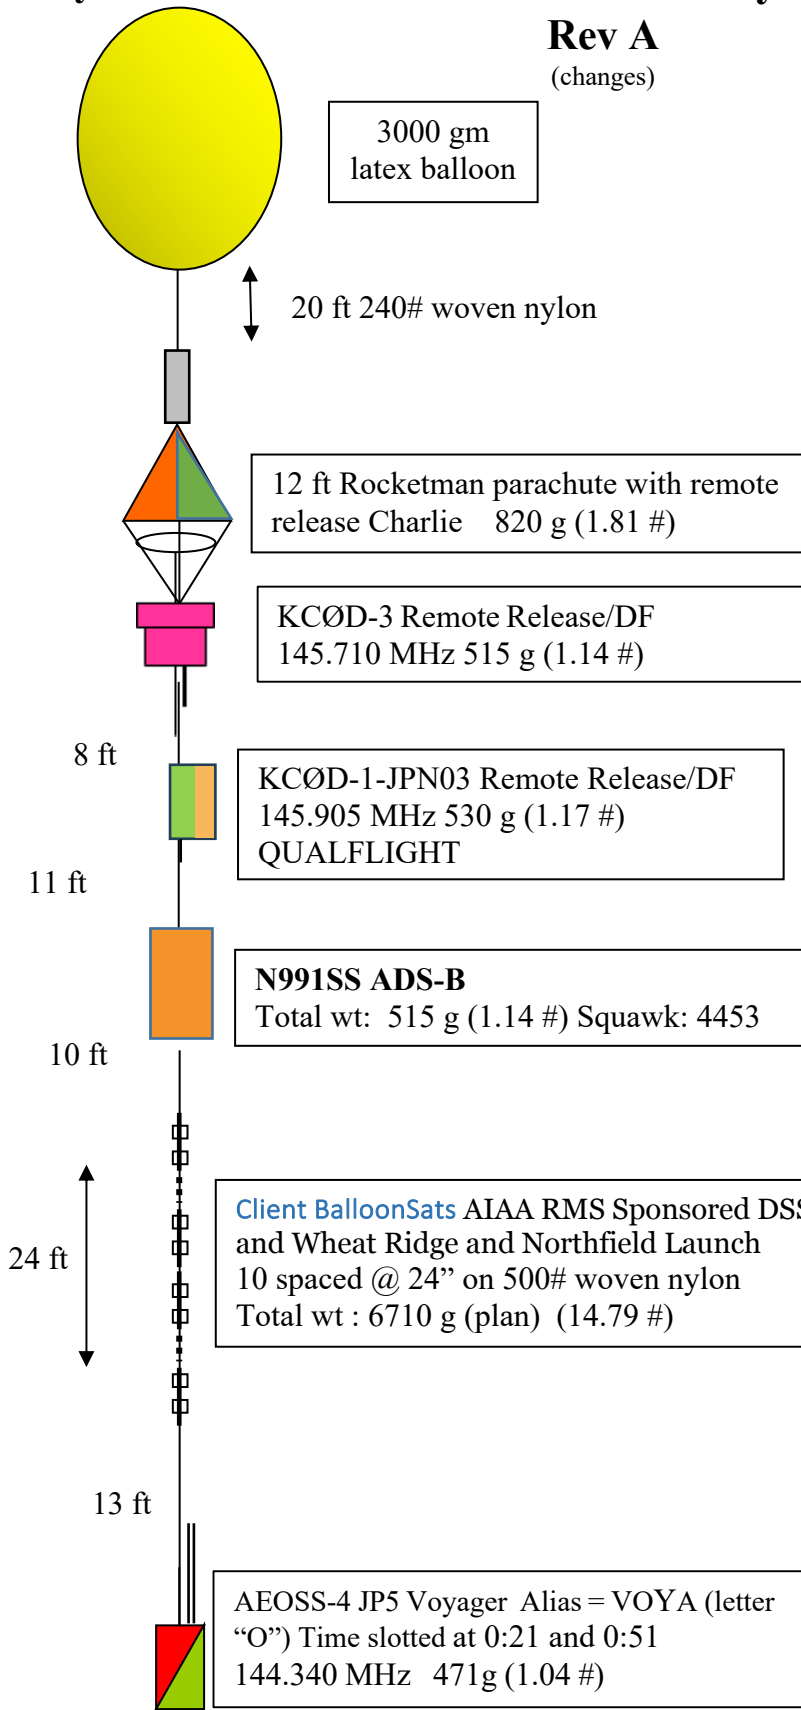 Rev A
(changes)
3000 gm
latex balloon
20 ft 240# woven nylon
12 ft Rocketman parachute with remote
release Charlie 820 g (1.81 #)
KCØD-3 Remote Release/DF
145.710 MHz 515 g (1.14 #)
8 ft
KCØD-1-JPN03 Remote Release/DF
145.905 MHz 530 g (1.17 #)
QUALFLIGHT
11 ft
N991SS ADS-B
Total wt: 515 g (1.14 #) Squawk: 4453
10 ft
Client BalloonSats AIAA RMS Sponsored DSS
and Wheat Ridge and Northfield Launch
10 spaced @ 24” on 500# woven nylon
Total wt : 6710 g (plan) (14.79 #)
24 ft
13 ft
AEOSS-4 JP5 Voyager Alias = VOYA (letter
“O”) Time slotted at 0:21 and 0:51
144.340 MHz 471g (1.04 #)